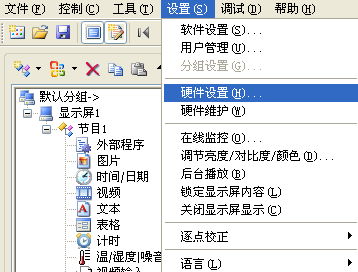 文件(F) 控制(C) 工具(T) 设置(S) 调试(D) 帮助(H)
软件设置(S)...
用户管理(U)...
分组设置(G)...
硬件设置(H)...
硬件维护(W)...
在线监控(O)...
调节亮度/对比度/颜色(D)...
后台播放(B)
锁定显示屏内容(L)
关闭显示屏显示(C)...
逐点校正
语言(L)
默认分组->
显示屏1
节目1
外部程序
图片
时间/日期
视频
文本
表格
计时
温/湿度|噪音